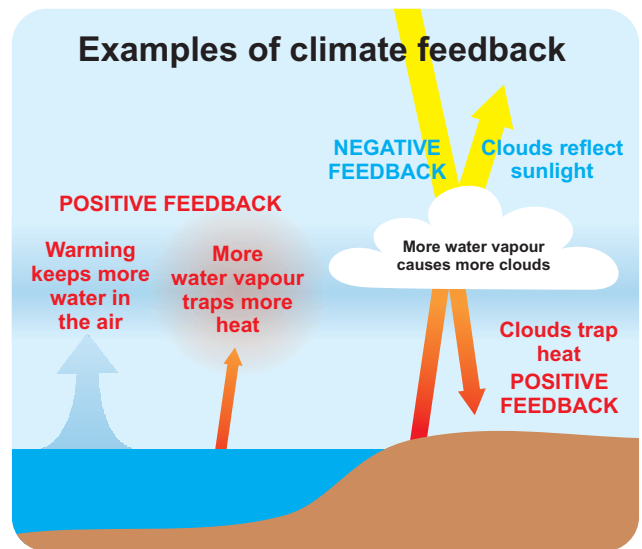 Examples of climate feedback
NEGATIVE
FEEDBACK
Clouds reflect
sunlight
POSITIVE FEEDBACK
Warming
keeps more
water in
the air
More
water vapour
traps more
heat
More water vapour
causes more clouds
Clouds trap
heat
POSITIVE
FEEDBACK